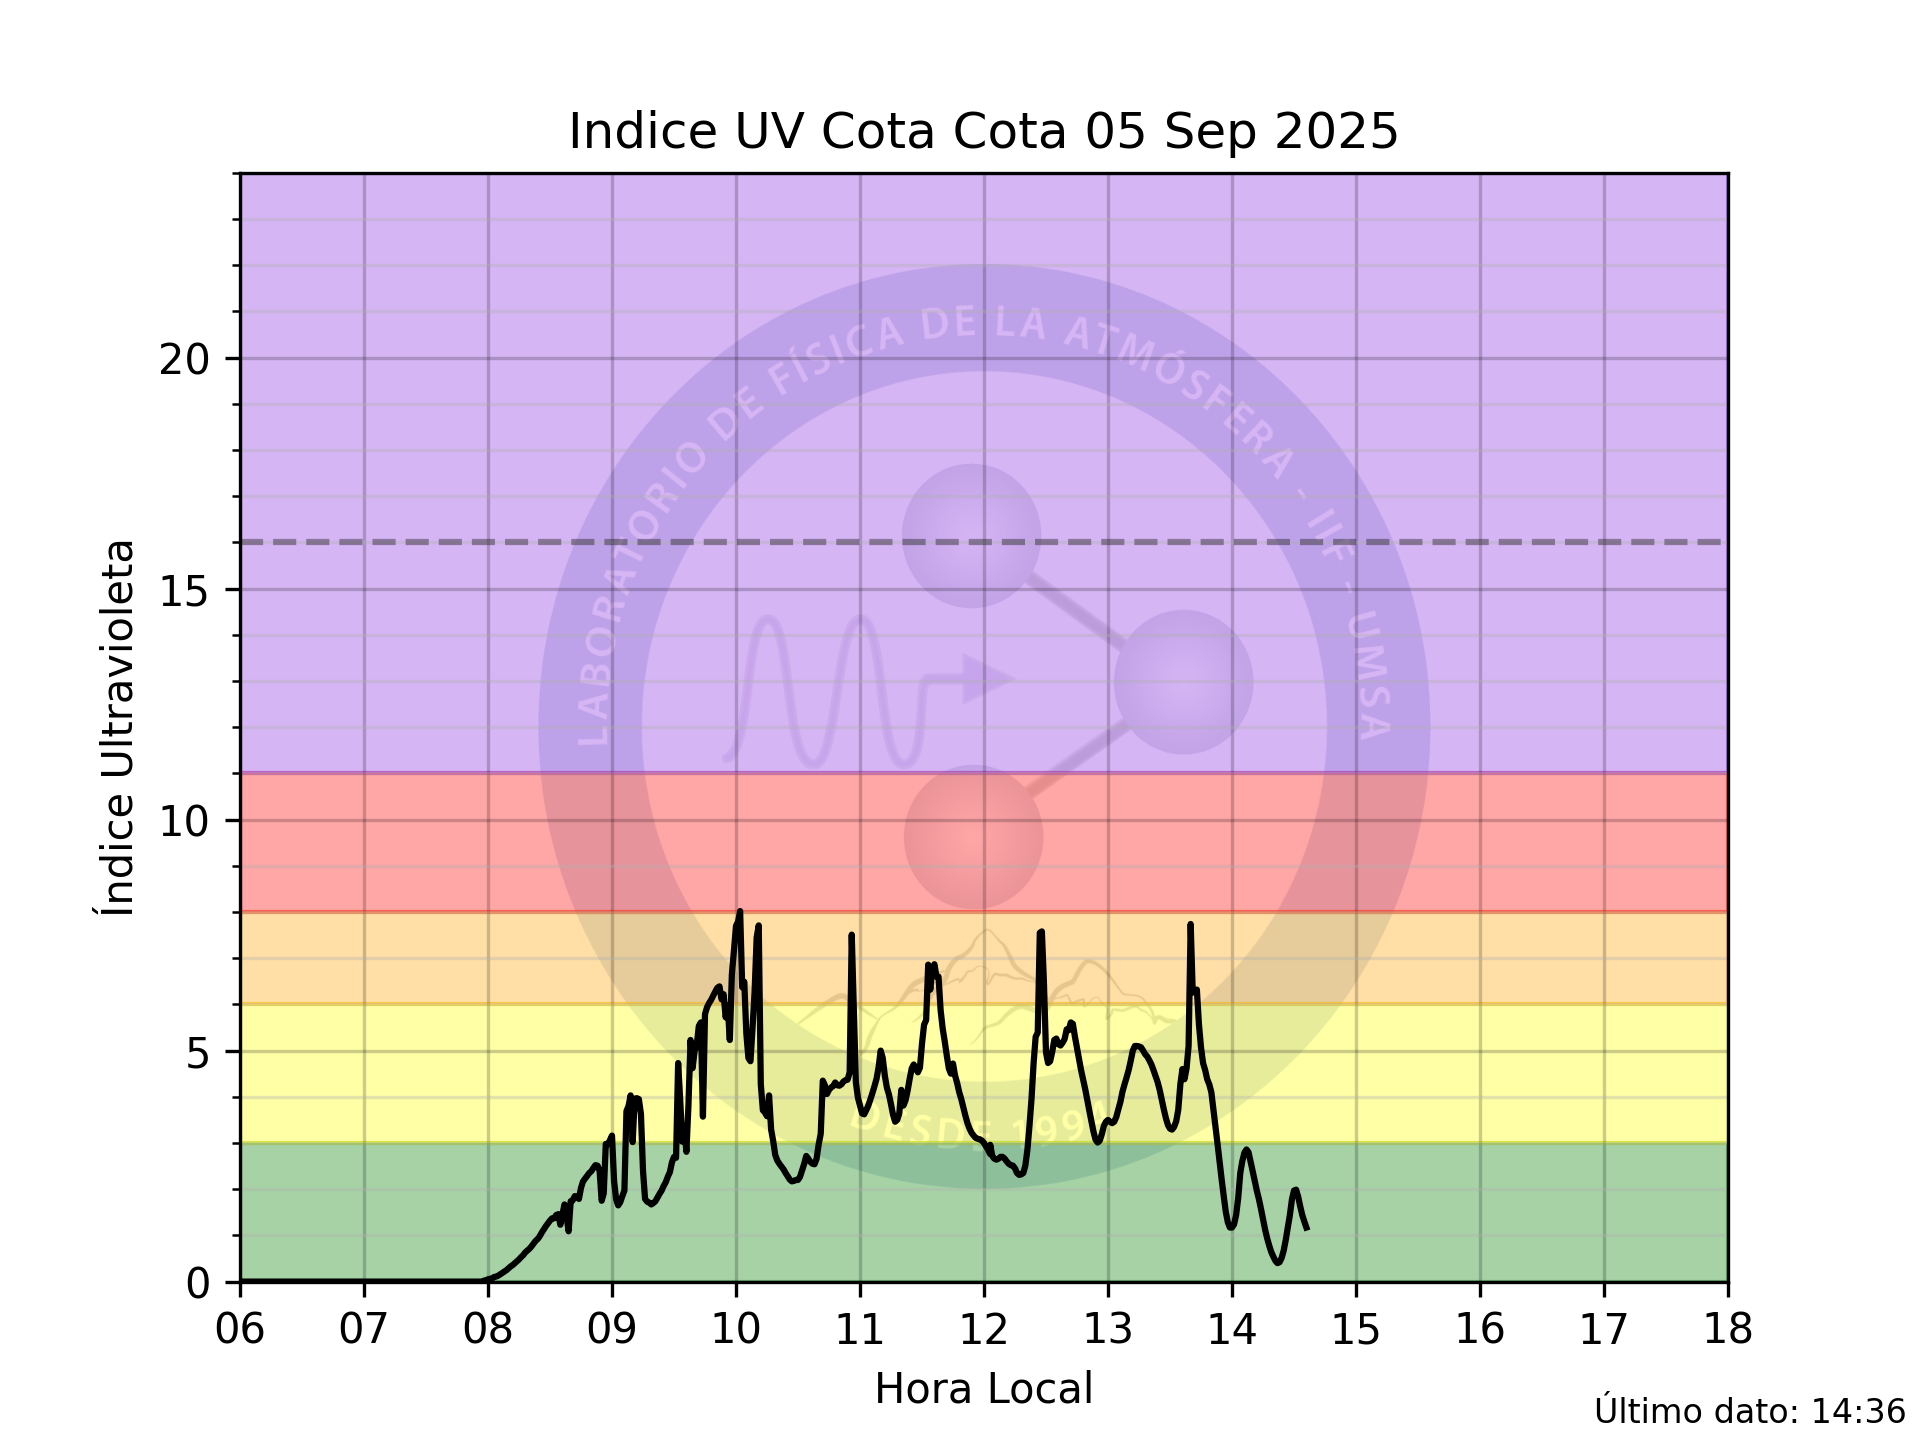 Indice UV Cota Cota 05 Sep 2025
Índice Ultravioleta
20
15
10
5
0
LABORATORIO DE FÍSICA DE LA ATMÓSFERA - IIF - UMSA
DESDE 1994
06 07 08 09 10 11 12 13 14 15 16 17 18
Hora Local
Último dato: 14:36